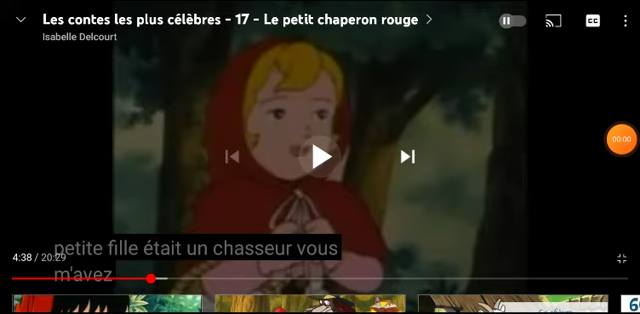 Les contes les plus célèbres - 17 - Le petit chaperon rouge
Isabelle Delcourt
CC
00:00
petite fille était un chasseur vous
4:38 / 20:29
m'avez